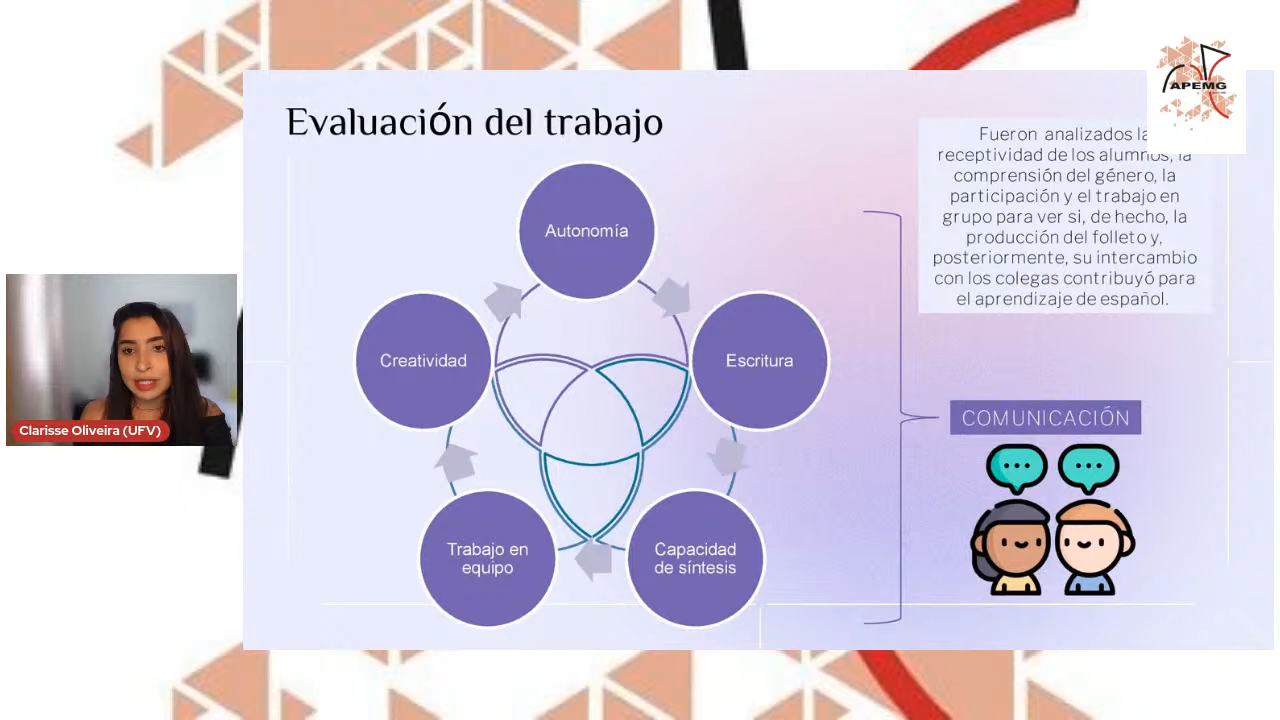 APEMG
Evaluación del trabajo
Autonomía
Creatividad
Escritura
Trabajo en
equipo
Capacidad
de síntesis
Fueron analizados la
receptividad de los alumnos, la
comprensión del género, la
participación y el trabajo en
grupo para ver si, de hecho, la
producción del folleto y,
posteriormente, su intercambio
con los colegas contribuyó para
el aprendizaje de español.
COMUNICACIÓN
Clarisse Oliveira (UFV)